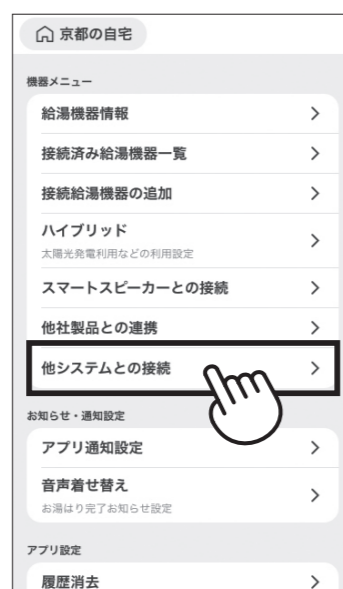 京都の自宅
機器メニュー
給湯機器情報
接続済み給湯機器一覧
接続給湯機器の追加
ハイブリッド
太陽光発電利用などの利用設定
スマートスピーカーとの接続
他社製品との連携
他システムとの接続
お知らせ・通知設定
アプリ通知設定
音声着せ替え
お湯はり完了お知らせ設定
アプリ設定
履歴消去